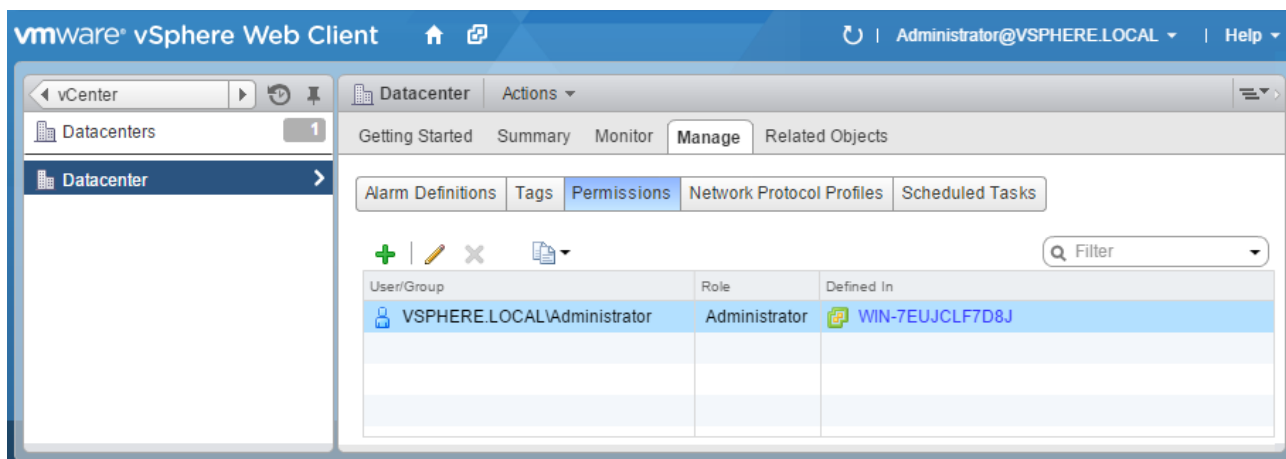 vmware® vSphere Web Client | Administrator@VSPHERE.LOCAL | Help
vCenter
Datacenters 1
Datacenter
Datacenter Actions
Getting Started Summary Monitor Manage Related Objects
Alarm Definitions Tags Permissions Network Protocol Profiles Scheduled Tasks
Filter
User/Group Role Defined In
VSPHERE.LOCAL\Administrator Administrator WIN-7EUJCLF7D8J